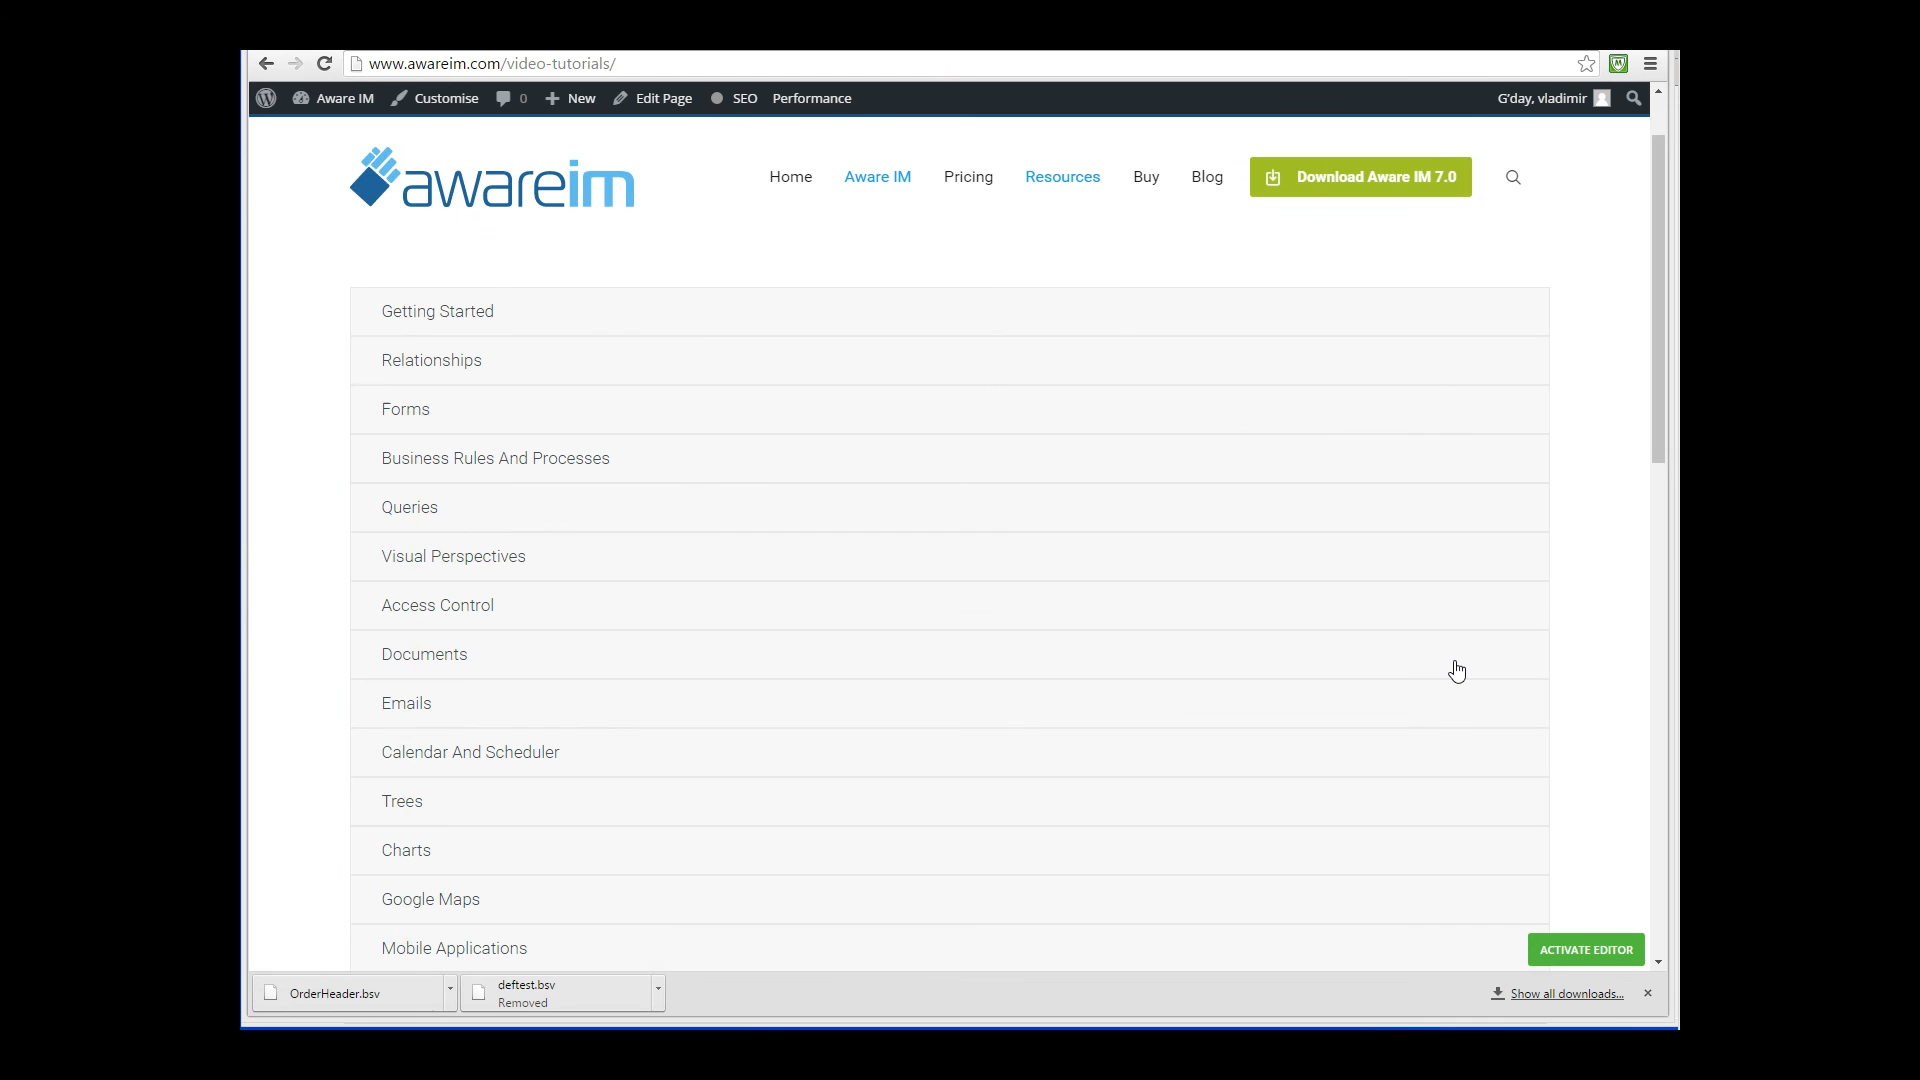 www.awareim.com/video-tutorials/
Aware IM Customise 0 New Edit Page SEO Performance G'day, vladimir
awareim
Home Aware IM Pricing Resources Buy Blog Download Aware IM 7.0
Getting Started
Relationships
Forms
Business Rules And Processes
Queries
Visual Perspectives
Access Control
Documents
Emails
Calendar And Scheduler
Trees
Charts
Google Maps
Mobile Applications
ACTIVATE EDITOR
OrderHeader.bsv
deftest.bsv
Removed
Show all downloads...